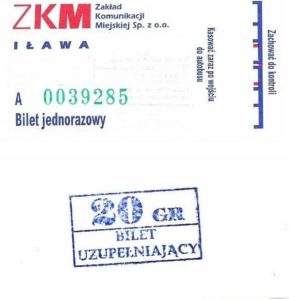 ZKM Zakład
Komunikacji
Miejskiej Sp. z o.o.
IŁAWA
A 0039285
Bilet jednorazowy
Kasować zaraz po wejściu
do autobusu
Zachować do kontroli
20 GR
BILET
UZUPEŁNIAJĄCY